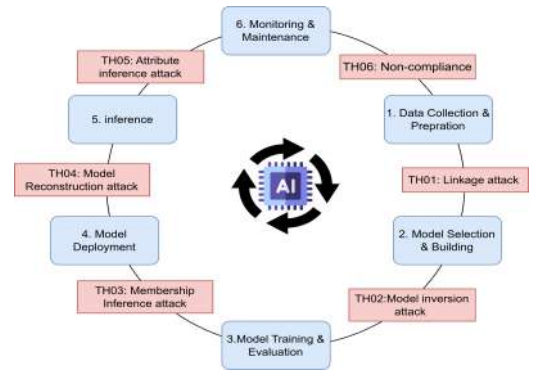 6. Monitoring &
Maintenance
TH05: Attribute
inference attack
TH06: Non-compliance
5. inference
1. Data Collection &
Prepration
TH04: Model
Reconstruction attack
AI
TH01: Linkage attack
4. Model
Deployment
2. Model Selection
& Building
TH03: Membership
Inference attack
TH02:Model inversion
attack
3.Model Training &
Evaluation